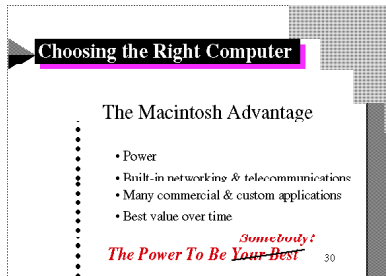 Choosing the Right Computer
The Macintosh Advantage
• Power
• Built-in networking & telecommunications
• Many commercial & custom applications
• Best value over time
Somebody!
The Power To Be Your Best
30